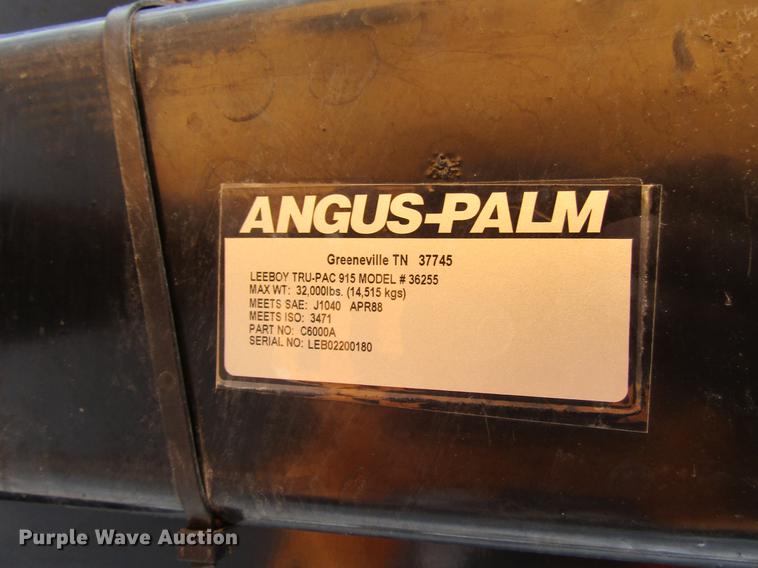 ANGUS-PALM
Greeneville TN 37745
LEEBOY TRU-PAC 915 MODEL # 36255
MAX WT: 32,000lbs. (14,515 kgs)
MEETS SAE: J1040 APR88
MEETS ISO: 3471
PART NO: C6000A
SERIAL NO: LEB02200180
Purple Wave Auction